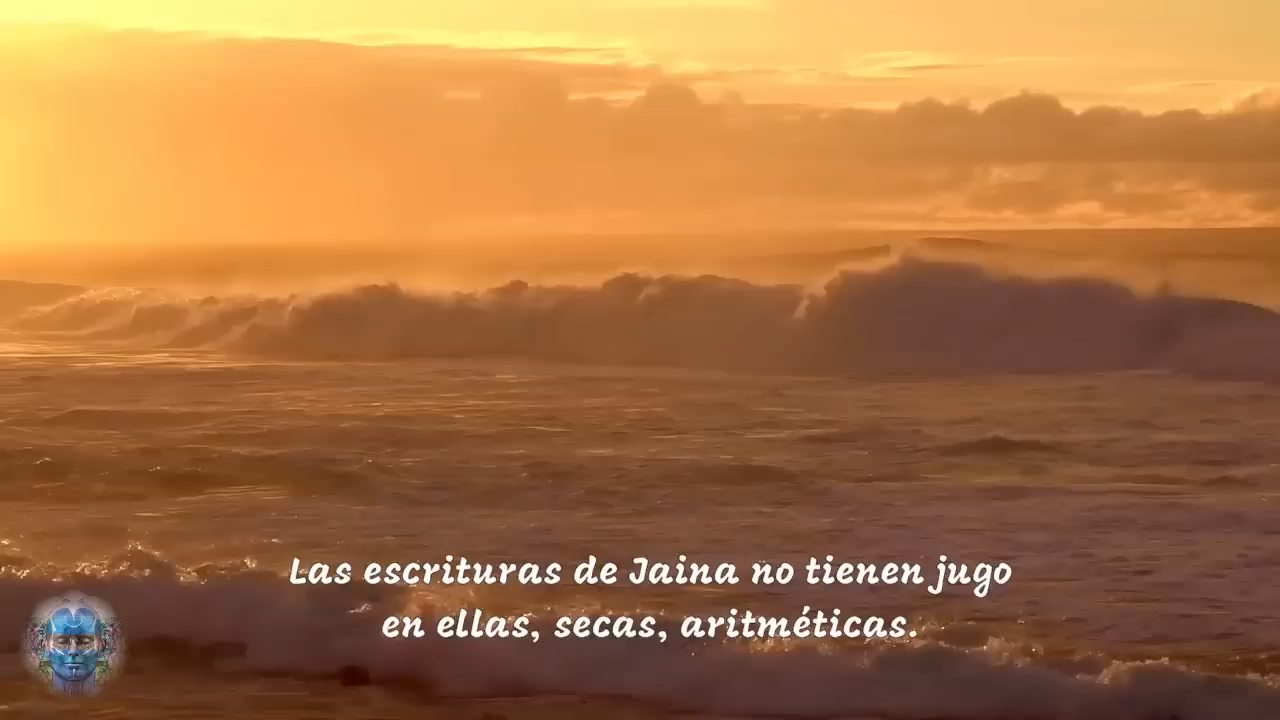 Las escrituras de Jaina no tienen jugo
en ellas, secas, aritméticas.